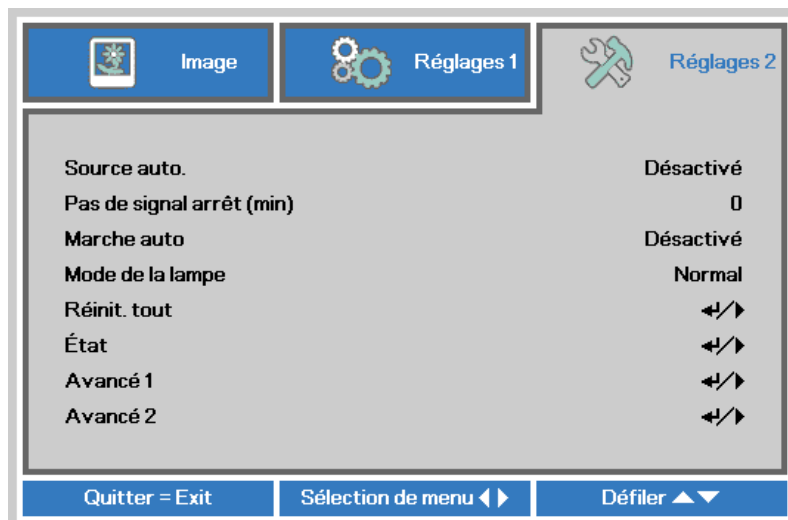 Image Réglages 1 Réglages 2
Source auto. Désactivé
Pas de signal arrêt (min) 0
Marche auto Désactivé
Mode de la lampe Normal
Réinit. tout
État
Avancé 1
Avancé 2
Quitter = Exit Sélection de menu Défiler